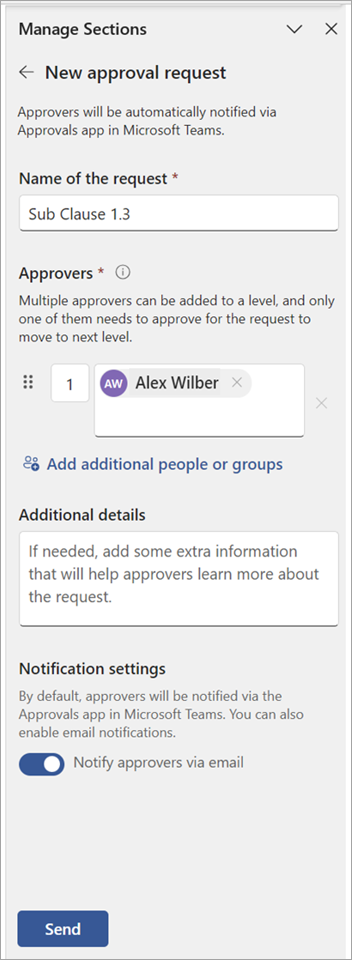 Manage Sections
New approval request
Approvers will be automatically notified via
Approvals app in Microsoft Teams.
Name of the request *
Sub Clause 1.3
Approvers *
Multiple approvers can be added to a level, and only
one of them needs to approve for the request to
move to next level.
1
AW Alex Wilber
Add additional people or groups
Additional details
If needed, add some extra information
that will help approvers learn more about
the request.
Notification settings
By default, approvers will be notified via the
Approvals app in Microsoft Teams. You can also
enable email notifications.
Notify approvers via email
Send